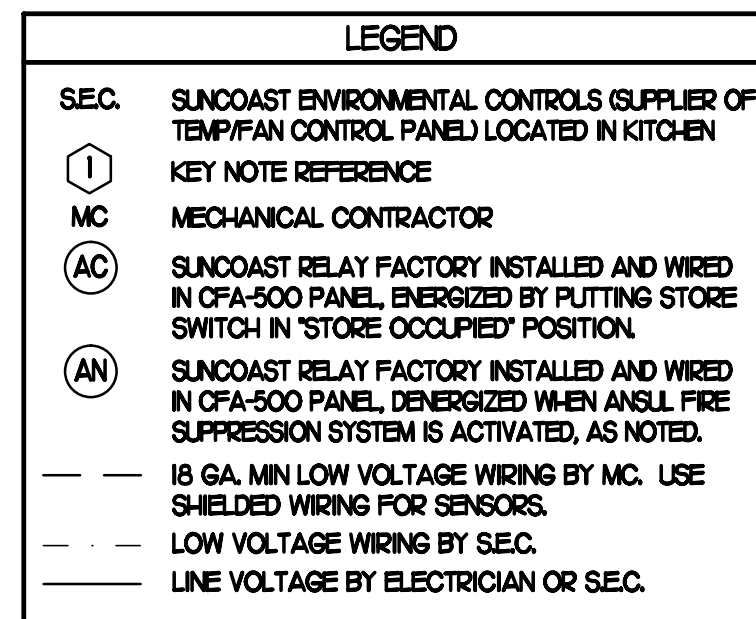 LEGEND
S.E.C. SUNCOAST ENVIRONMENTAL CONTROLS (SUPPLIER OF
TEMP/FAN CONTROL PANEL) LOCATED IN KITCHEN
1 KEY NOTE REFERENCE
MC MECHANICAL CONTRACTOR
AC SUNCOAST RELAY FACTORY INSTALLED AND WIRED
IN CFA-500 PANEL, ENERGIZED BY PUTTING STORE
SWITCH IN "STORE OCCUPIED" POSITION.
AN SUNCOAST RELAY FACTORY INSTALLED AND WIRED
IN CFA-500 PANEL, DENERGIZED WHEN ANSUL FIRE
SUPPRESSION SYSTEM IS ACTIVATED, AS NOTED.
18 GA. MIN LOW VOLTAGE WIRING BY MC. USE
SHIELDED WIRING FOR SENSORS.
LOW VOLTAGE WIRING BY S.E.C.
LINE VOLTAGE BY ELECTRICIAN OR S.E.C.